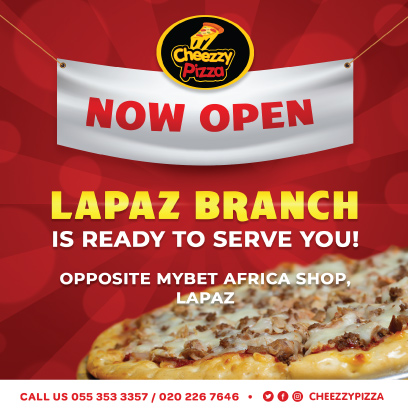 Cheezzy
Pizza
NOW OPEN
LAPAZ BRANCH
IS READY TO SERVE YOU!
OPPOSITE MYBET AFRICA SHOP,
LAPAZ
CALL US 055 353 3357 / 020 226 7646 • CHEEZZYPIZZA